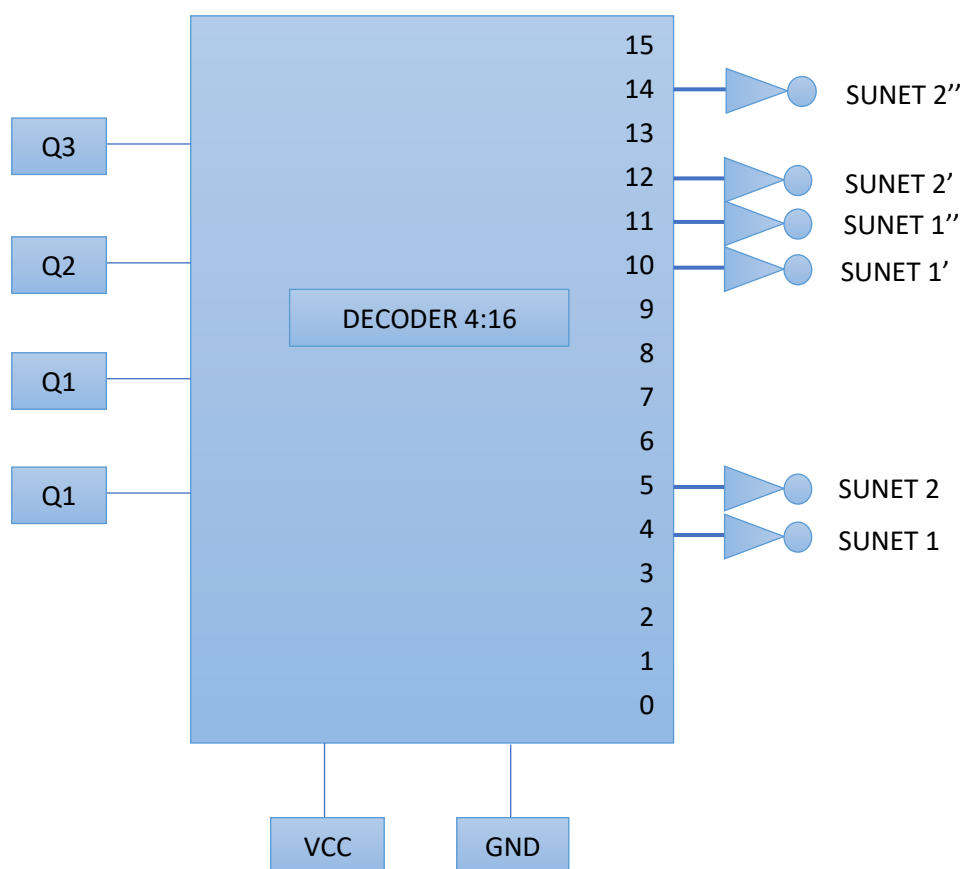 15
14
SUNET 2’’
13
Q3
12
SUNET 2’
11
SUNET 1’’
Q2
10
SUNET 1’
9
DECODER 4:16
8
Q1
7
6
5
SUNET 2
Q1
4
SUNET 1
3
2
1
0
VCC
GND